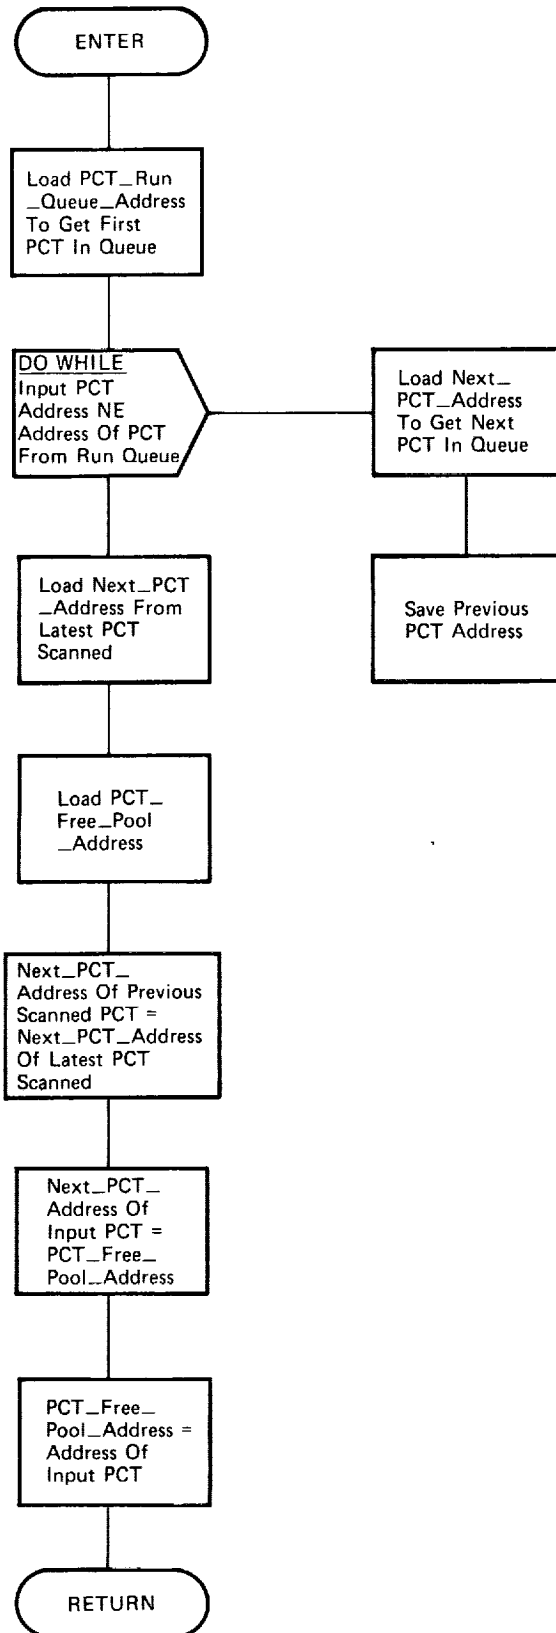 ENTER
Load PCT_Run
_Queue_Address
To Get First
PCT In Queue
DO WHILE
Input PCT
Address NE
Address Of PCT
From Run Queue
Load Next_
PCT_Address
To Get Next
PCT In Queue
Save Previous
PCT Address
Load Next_PCT
_Address From
Latest PCT
Scanned
Load PCT_
Free_Pool
_Address
Next_PCT_
Address Of Previous
Scanned PCT =
Next_PCT_Address
Of Latest PCT
Scanned
Next_PCT_
Address Of
Input PCT =
PCT_Free_
Pool_Address
PCT_Free_
Pool_Address =
Address Of
Input PCT
RETURN